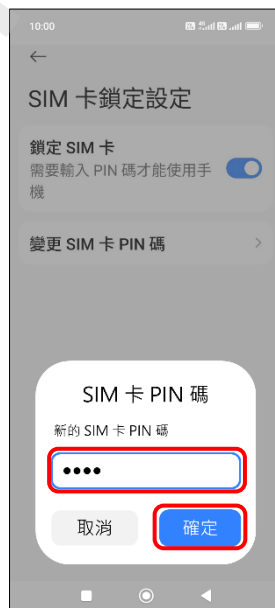 10:00
SIM 卡鎖定設定
鎖定 SIM 卡
需要輸入 PIN 碼才能使用手
機
變更 SIM 卡 PIN 碼
SIM 卡 PIN 碼
新的 SIM 卡 PIN 碼
••••
取消
確定